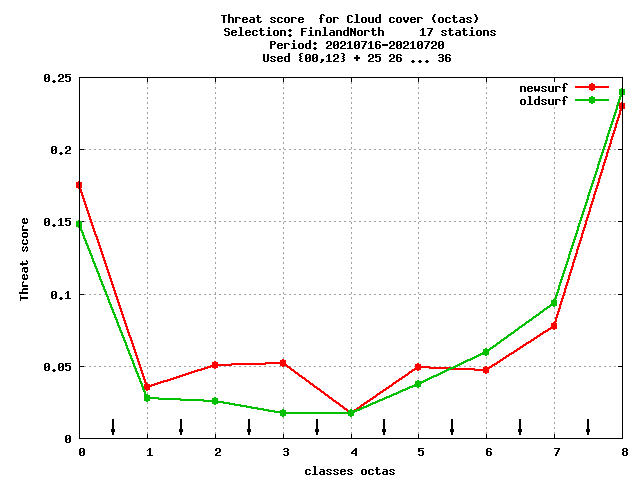 Threat score  for Cloud cover (octas)
Selection: FinlandNorth     17 stations
Period: 20210716-20210720
Used {00,12} + 25 26 ... 36
newsurf
oldsurf
0.25
0.2
0.15
0.1
0.05
0
Threat score
0 1 2 3 4 5 6 7 8
classes octas